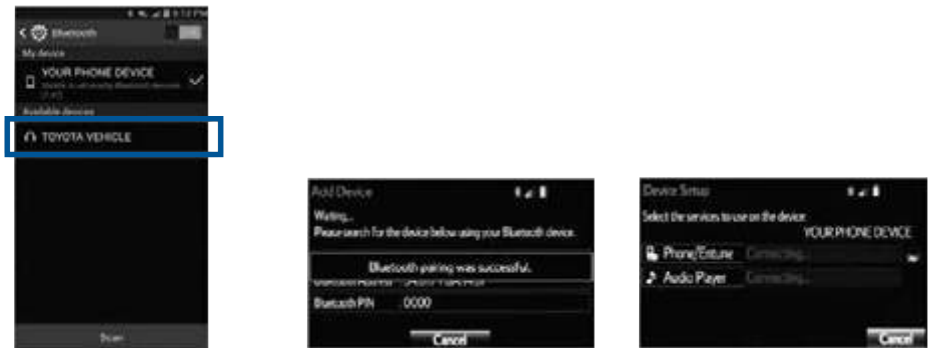 Bluetooth
My device
YOUR PHONE DEVICE
Available devices
TOYOTA VEHICLE
Scan
Add Device
Waiting...
Please search for the device below using your Bluetooth device.
Bluetooth pairing was successful.
Bluetooth PIN 0000
Cancel
Device Setup
Select the services to use on the device
YOUR PHONE DEVICE
Phone/Entune Connecting...
Audio Player Connecting...
Cancel